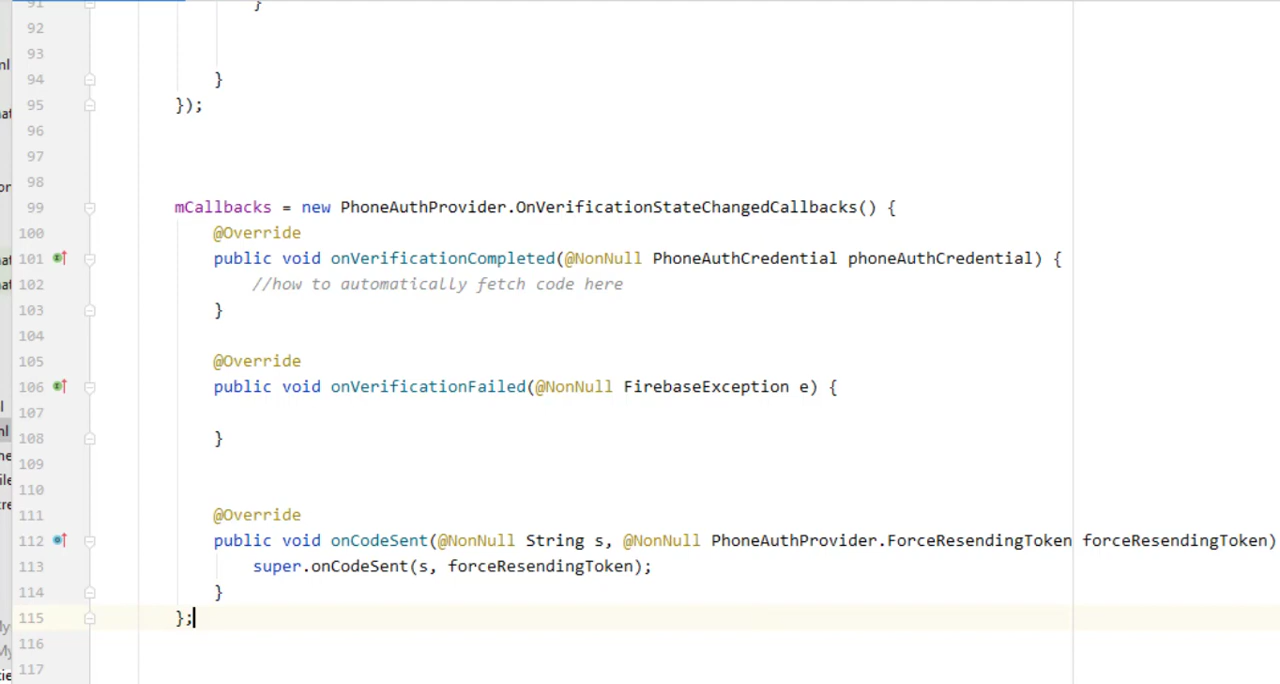 91 }
92
93
94 }
95 });
96
97
98
99 mCallbacks = new PhoneAuthProvider.OnVerificationStateChangedCallbacks() {
100 @Override
101 public void onVerificationCompleted(@NonNull PhoneAuthCredential phoneAuthCredential) {
102 //how to automatically fetch code here
103 }
104
105 @Override
106 public void onVerificationFailed(@NonNull FirebaseException e) {
107
108 }
109
110
111 @Override
112 public void onCodeSent(@NonNull String s, @NonNull PhoneAuthProvider.ForceResendingToken forceResendingToken)
113 super.onCodeSent(s, forceResendingToken);
114 }
115 };
116
117